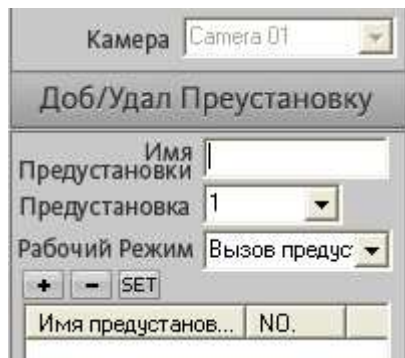 Камера Camera 01
Доб/Удал Преустановку
Имя
Предустановки
Предустановка 1
Рабочий Режим Вызов предус
+ - SET
Имя предустанов... NO.